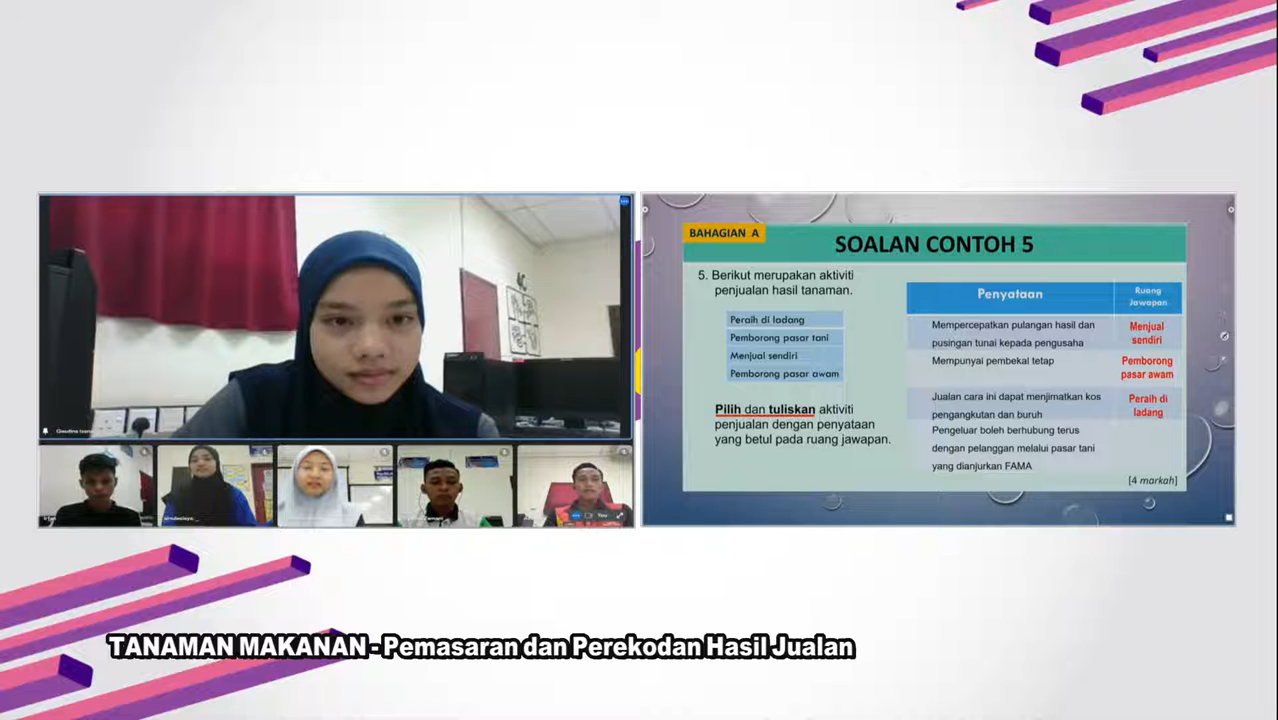 BAHAGIAN A
SOALAN CONTOH 5
5. Berikut merupakan aktiviti
penjualan hasil tanaman.
Peraih di ladang
Pemborong pasar tani
Menjual sendiri
Pemborong pasar awam
Pilih dan tuliskan aktiviti
penjualan dengan penyataan
yang betul pada ruang jawapan.
Penyataan
Ruang
Jawapan
Mempercepatkan pulangan hasil dan
pusingan tunai kepada pengusaha
Menjual
sendiri
Mempunyai pembekal tetap
Pemborong
pasar awam
Jualan cara ini dapat menjimatkan kos
pengangkutan dan buruh
Peraih di
ladang
Pengeluar boleh berhubung terus
dengan pelanggan melalui pasar tani
yang dianjurkan FAMA
[4 markah]
TANAMAN MAKANAN - Pemasaran dan Perekodan Hasil Jualan